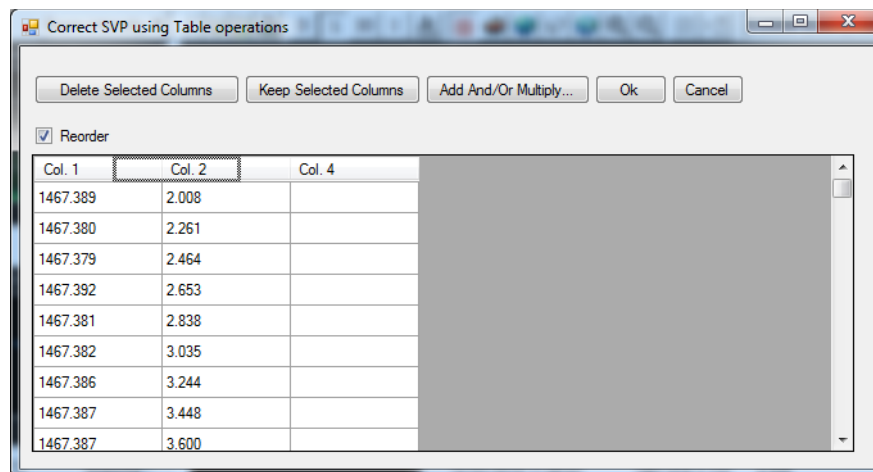 Correct SVP using Table operations
Delete Selected Columns Keep Selected Columns Add And/Or Multiply... Ok Cancel
Reorder
Col. 1 Col. 2 Col. 4
1467.389 2.008
1467.380 2.261
1467.379 2.464
1467.392 2.653
1467.381 2.838
1467.382 3.035
1467.386 3.244
1467.387 3.448
1467.387 3.600